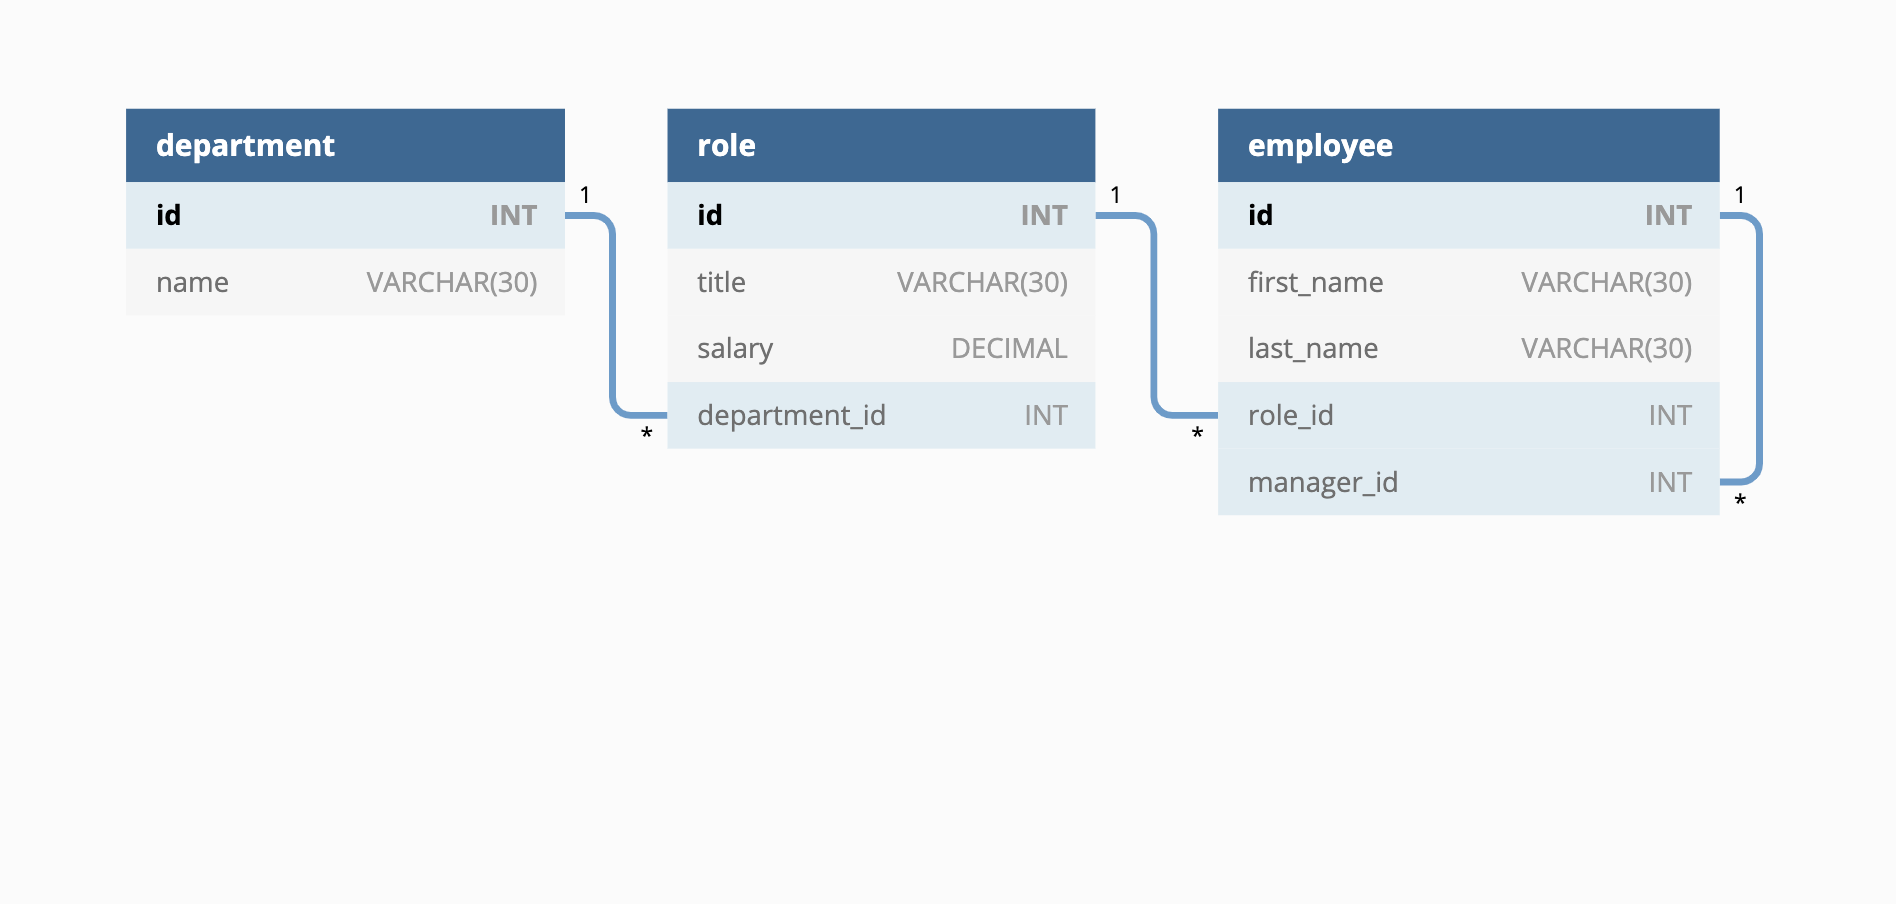 department
id INT
name VARCHAR(30)
1
*
role
id INT
title VARCHAR(30)
salary DECIMAL
department_id INT
1
*
employee
id INT
first_name VARCHAR(30)
last_name VARCHAR(30)
role_id INT
manager_id INT
1
*